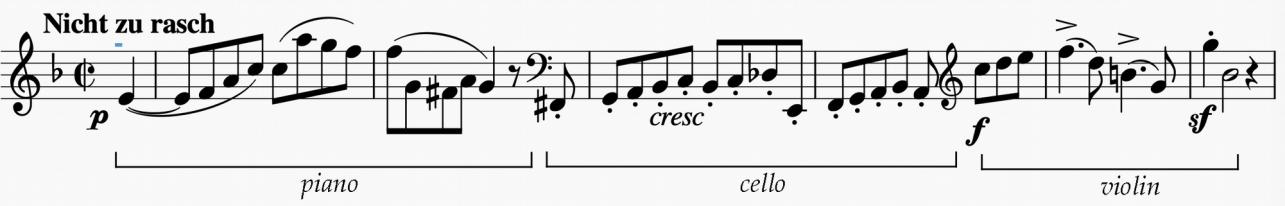 Nicht zu rasch
p cresc f sf
piano cello violin